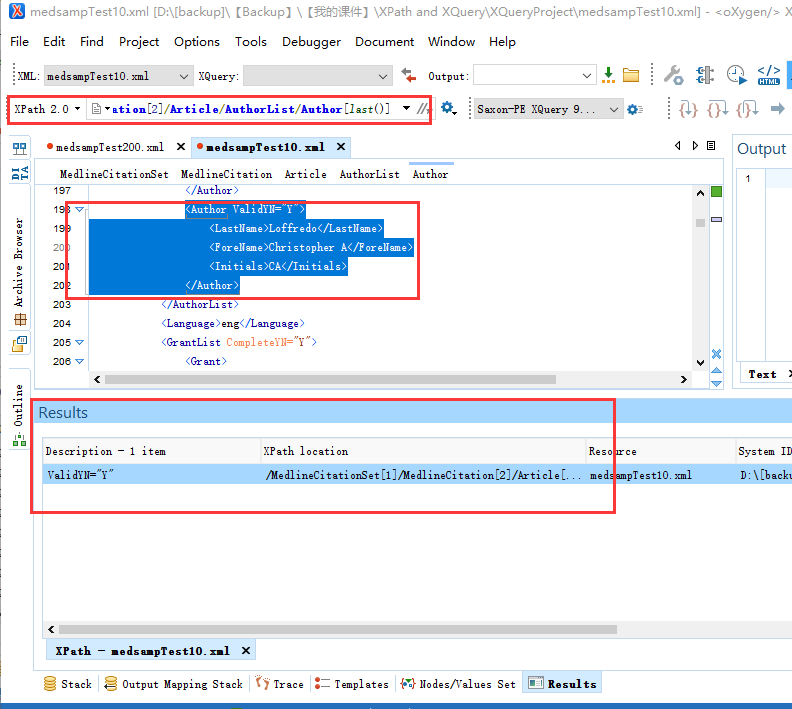 medsampTest10.xml [D:\[backup]\【Backup】\【我的课件】\XPath and XQuery\XQueryProject\medsampTest10.xml] - <oXygen/> X
File Edit Find Project Options Tools Debugger Document Window Help
XML: medsampTest10.xml XQuery: Output:
XPath 2.0 ation[2]/Article/AuthorList/Author[last()] Saxon-PE XQuery 9...
medsampTest200.xml medsampTest10.xml
MedlineCitationSet MedlineCitation Article AuthorList Author
197 </Author>
198 <Author ValidYN="Y">
199 <LastName>Loffredo</LastName>
200 <ForeName>Christopher A</ForeName>
201 <Initials>CA</Initials>
202 </Author>
203 </AuthorList>
204 <Language>eng</Language>
205 <GrantList CompleteYN="Y">
206 <Grant>
Output
1
Text
DITA
Archive Browser
Outline
Results
Description - 1 item XPath location Resource System ID
ValidYN="Y" /MedlineCitationSet[1]/MedlineCitation[2]/Article[... medsampTest10.xml D:\[backu
XPath - medsampTest10.xml
Stack Output Mapping Stack Trace Templates Nodes/Values Set Results